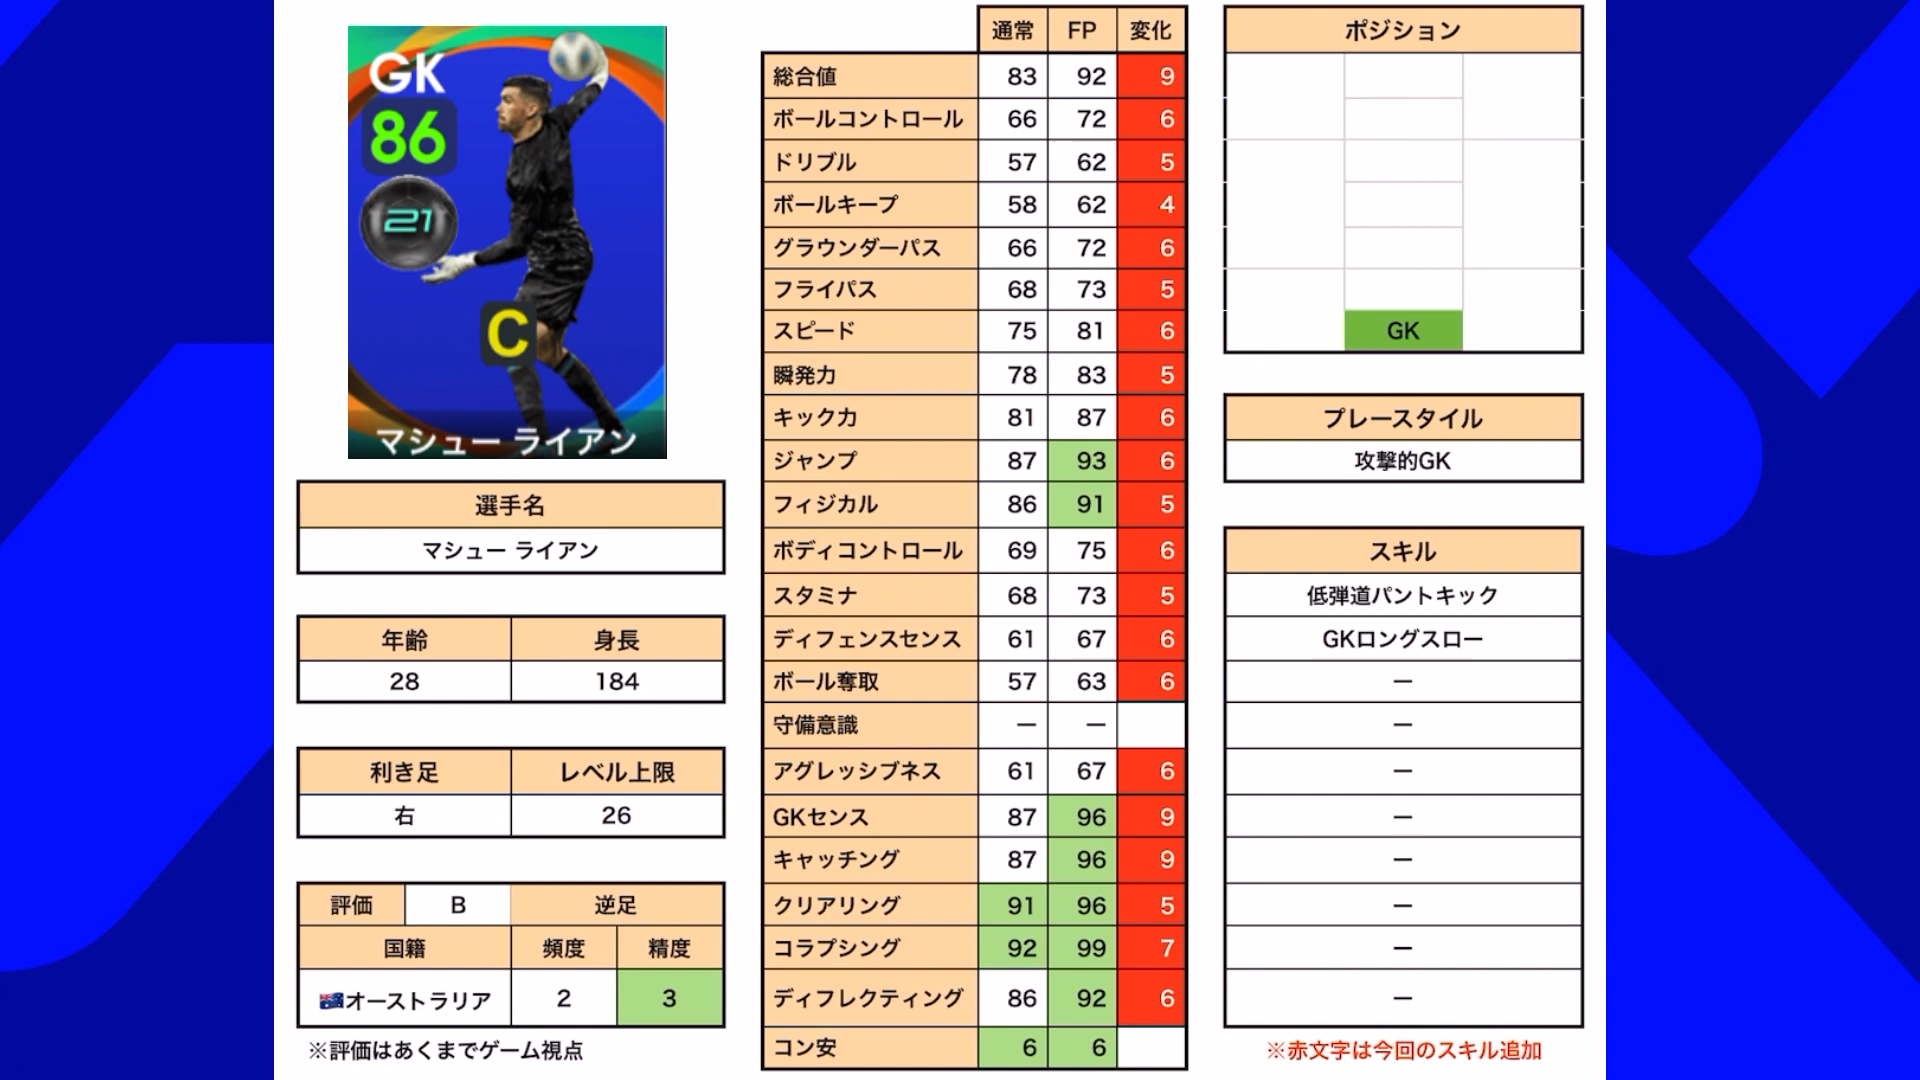 GK
86
21
C
マシュー ライアン
選手名
マシュー ライアン
年齢 身長
28 184
利き足 レベル上限
右 26
評価 B 逆足
国籍 頻度 精度
🇦🇺オーストラリア 2 3
※評価はあくまでゲーム視点
通常 FP 変化
総合値 83 92 9
ボールコントロール 66 72 6
ドリブル 57 62 5
ボールキープ 58 62 4
グラウンダーパス 66 72 6
フライパス 68 73 5
スピード 75 81 6
瞬発力 78 83 5
キック力 81 87 6
ジャンプ 87 93 6
フィジカル 86 91 5
ボディコントロール 69 75 6
スタミナ 68 73 5
ディフェンスセンス 61 67 6
ボール奪取 57 63 6
守備意識 ー ー
アグレッシブネス 61 67 6
GKセンス 87 96 9
キャッチング 87 96 9
クリアリング 91 96 5
コラプシング 92 99 7
ディフレクティング 86 92 6
コン安 6 6
ポジション
GK
プレースタイル
攻撃的GK
スキル
低弾道パントキック
GKロングスロー
ー
ー
ー
ー
ー
ー
ー
ー
※赤文字は今回のスキル追加